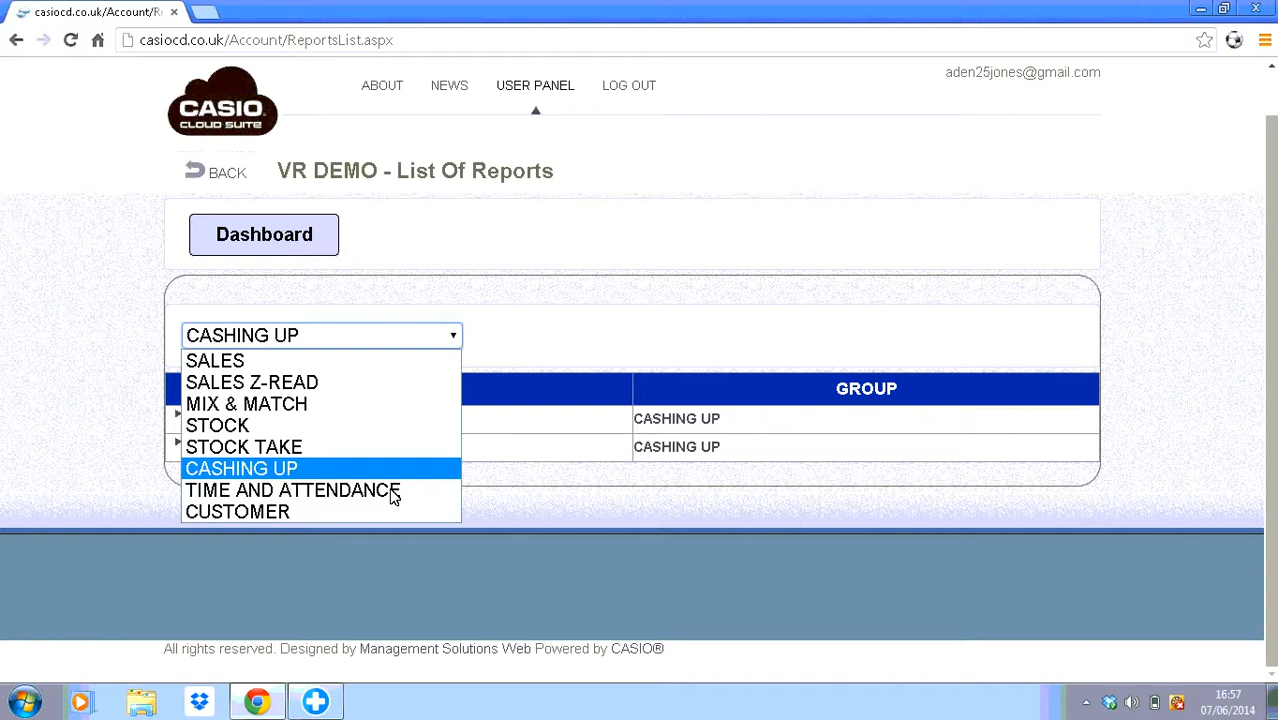 casiocd.co.uk/Account/R
casiocd.co.uk/Account/ReportsList.aspx
aden25jones@gmail.com
ABOUT NEWS USER PANEL LOG OUT
CASIO
CLOUD SUITE
BACK VR DEMO - List Of Reports
Dashboard
CASHING UP
SALES
SALES Z-READ
MIX & MATCH
STOCK
STOCK TAKE
CASHING UP
TIME AND ATTENDANCE
CUSTOMER
GROUP
CASHING UP
CASHING UP
All rights reserved. Designed by Management Solutions Web Powered by CASIO®
16:57
07/06/2014